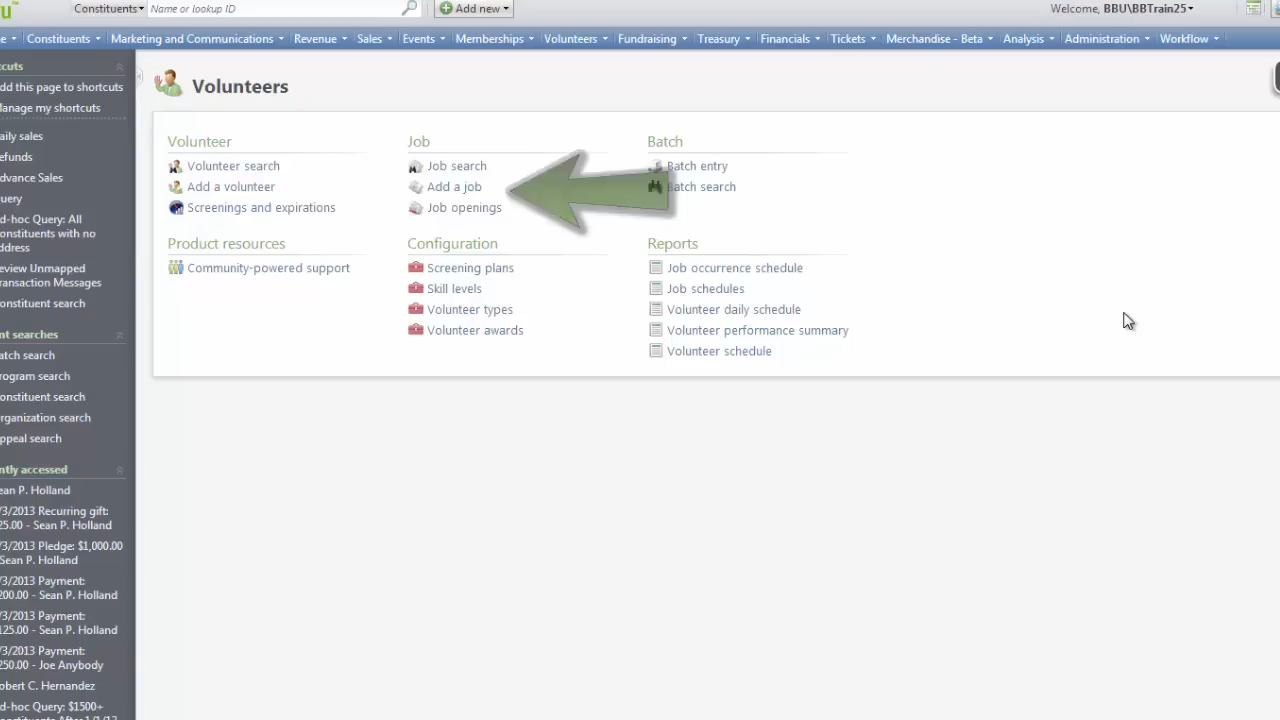 Constituents Name or lookup ID Add new Welcome, BBU\BBTrain25
Constituents Marketing and Communications Revenue Sales Events Memberships Volunteers Fundraising Treasury Financials Tickets Merchandise - Beta Analysis Administration Workflow
Volunteers
Volunteer
Volunteer search
Add a volunteer
Screenings and expirations
Job
Job search
Add a job
Job openings
Batch
Batch entry
Batch search
Product resources
Community-powered support
Configuration
Screening plans
Skill levels
Volunteer types
Volunteer awards
Reports
Job occurrence schedule
Job schedules
Volunteer daily schedule
Volunteer performance summary
Volunteer schedule
cuts
dd this page to shortcuts
Manage my shortcuts
aily sales
efunds
dvance Sales
uery
d-hoc Query: All
onstituents with no
ddress
eview Unmapped
ransaction Messages
onstituent search
nt searches
atch search
rogram search
onstituent search
rganization search
ppeal search
ntly accessed
ean P. Holland
/3/2013 Recurring gift:
25.00 - Sean P. Holland
/3/2013 Pledge: $1,000.00
Sean P. Holland
/3/2013 Payment:
200.00 - Sean P. Holland
/3/2013 Payment:
125.00 - Sean P. Holland
/3/2013 Payment:
250.00 - Joe Anybody
obert C. Hernandez
d-hoc Query: $1500+